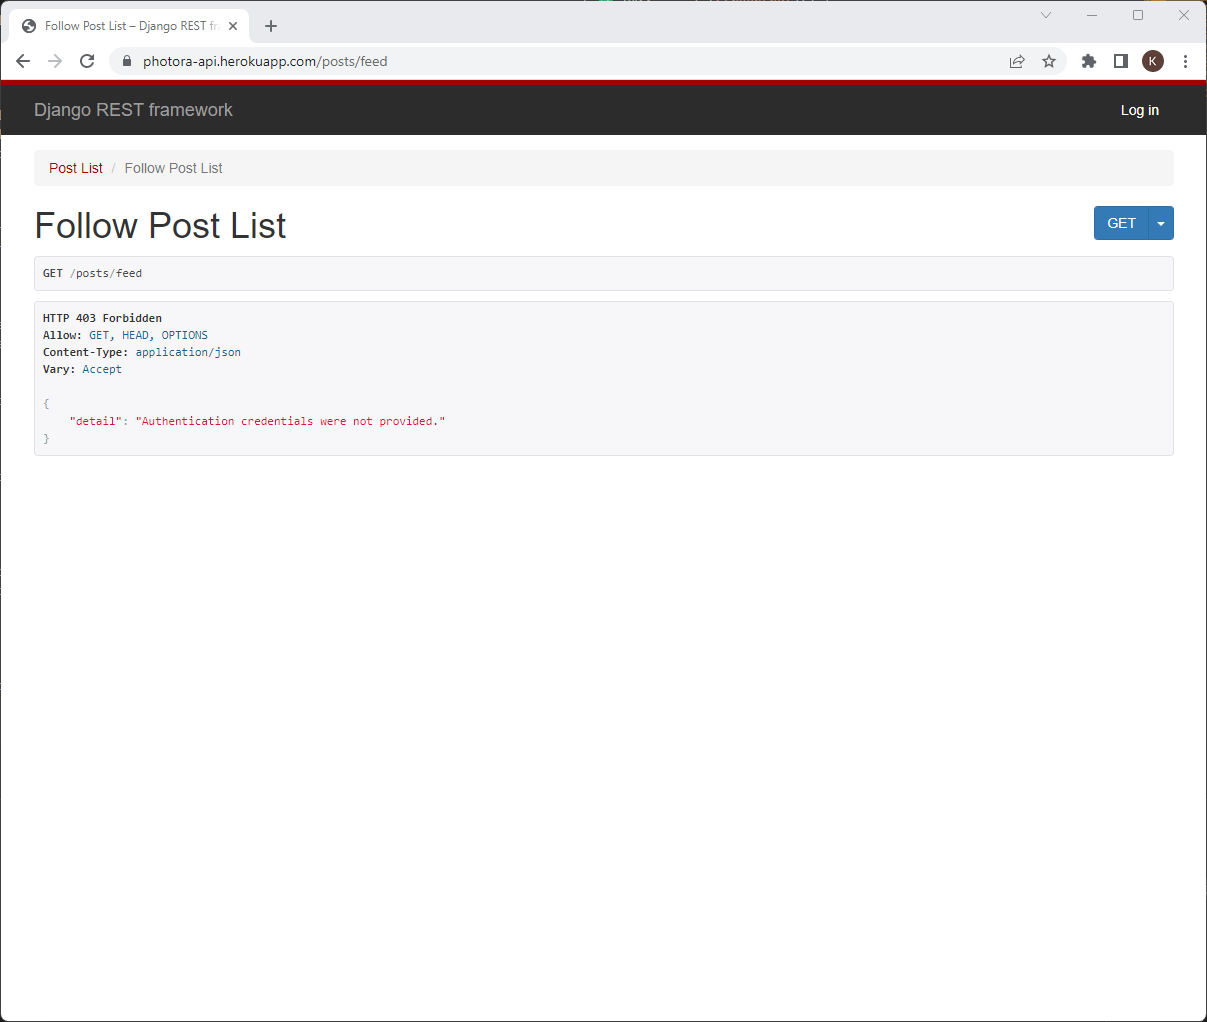 Follow Post List – Django REST fr
photora-api.herokuapp.com/posts/feed
K
Django REST framework
Log in
Post List / Follow Post List
Follow Post List
GET
GET /posts/feed
HTTP 403 Forbidden
Allow: GET, HEAD, OPTIONS
Content-Type: application/json
Vary: Accept
{
"detail": "Authentication credentials were not provided."
}